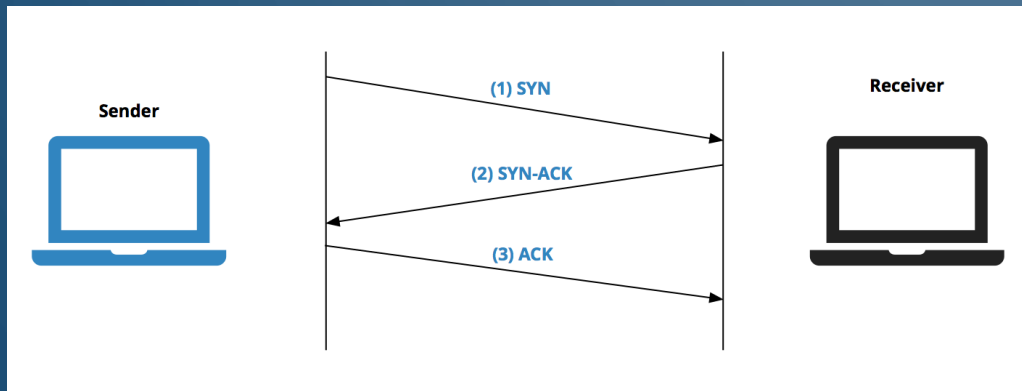 Sender
Receiver
(1) SYN
(2) SYN-ACK
(3) ACK